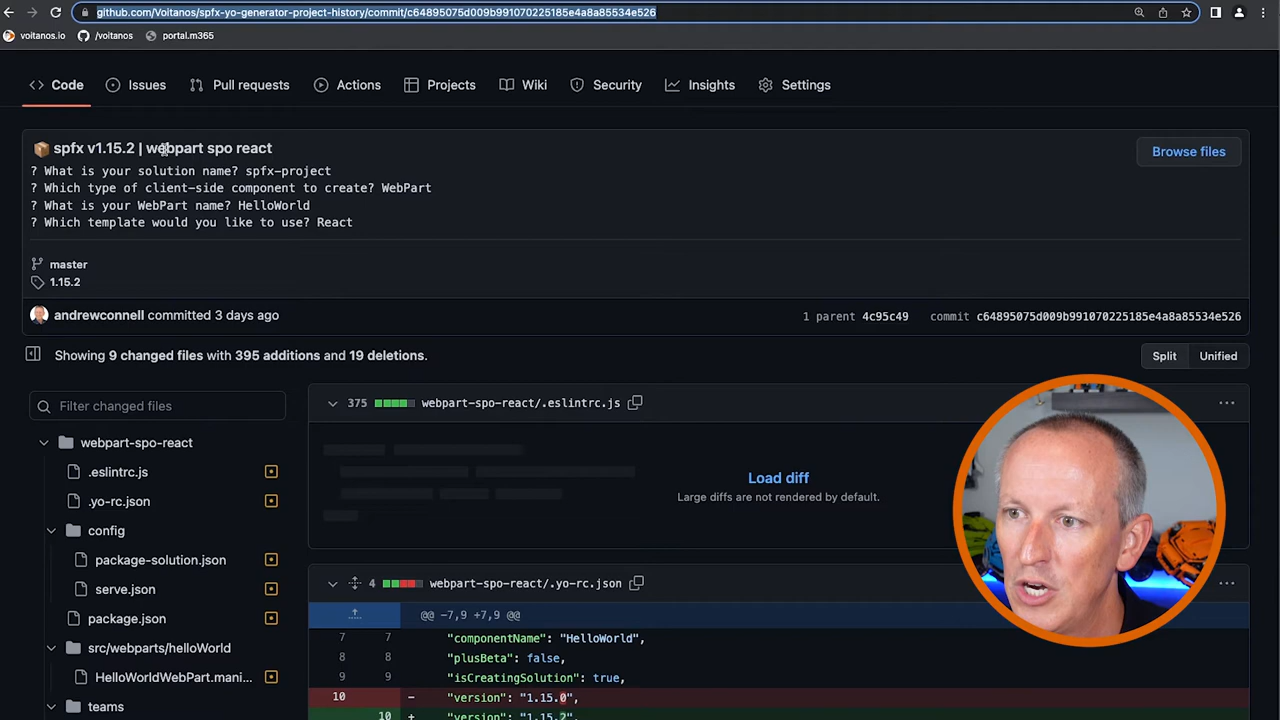 github.com/Voitanos/spfx-yo-generator-project-history/commit/c64895075d009b991070225185e4a8a85534e526
voitanos.io /voitanos portal.m365
Code Issues Pull requests Actions Projects Wiki Security Insights Settings
spfx v1.15.2 | webpart spo react
Browse files
? What is your solution name? spfx-project
? Which type of client-side component to create? WebPart
? What is your WebPart name? HelloWorld
? Which template would you like to use? React
master
1.15.2
andrewconnell committed 3 days ago
1 parent 4c95c49 commit c64895075d009b991070225185e4a8a85534e526
Showing 9 changed files with 395 additions and 19 deletions.
Split Unified
Filter changed files
webpart-spo-react
.eslintrc.js
.yo-rc.json
config
package-solution.json
serve.json
package.json
src/webparts/helloWorld
HelloWorldWebPart.mani...
teams
375 webpart-spo-react/.eslintrc.js
Load diff
Large diffs are not rendered by default.
4 webpart-spo-react/.yo-rc.json
@@ -7,9 +7,9 @@
7 7 "componentName": "HelloWorld",
8 8 "plusBeta": false,
9 9 "isCreatingSolution": true,
10 - "version": "1.15.0",
10 + "version": "1.15.2",